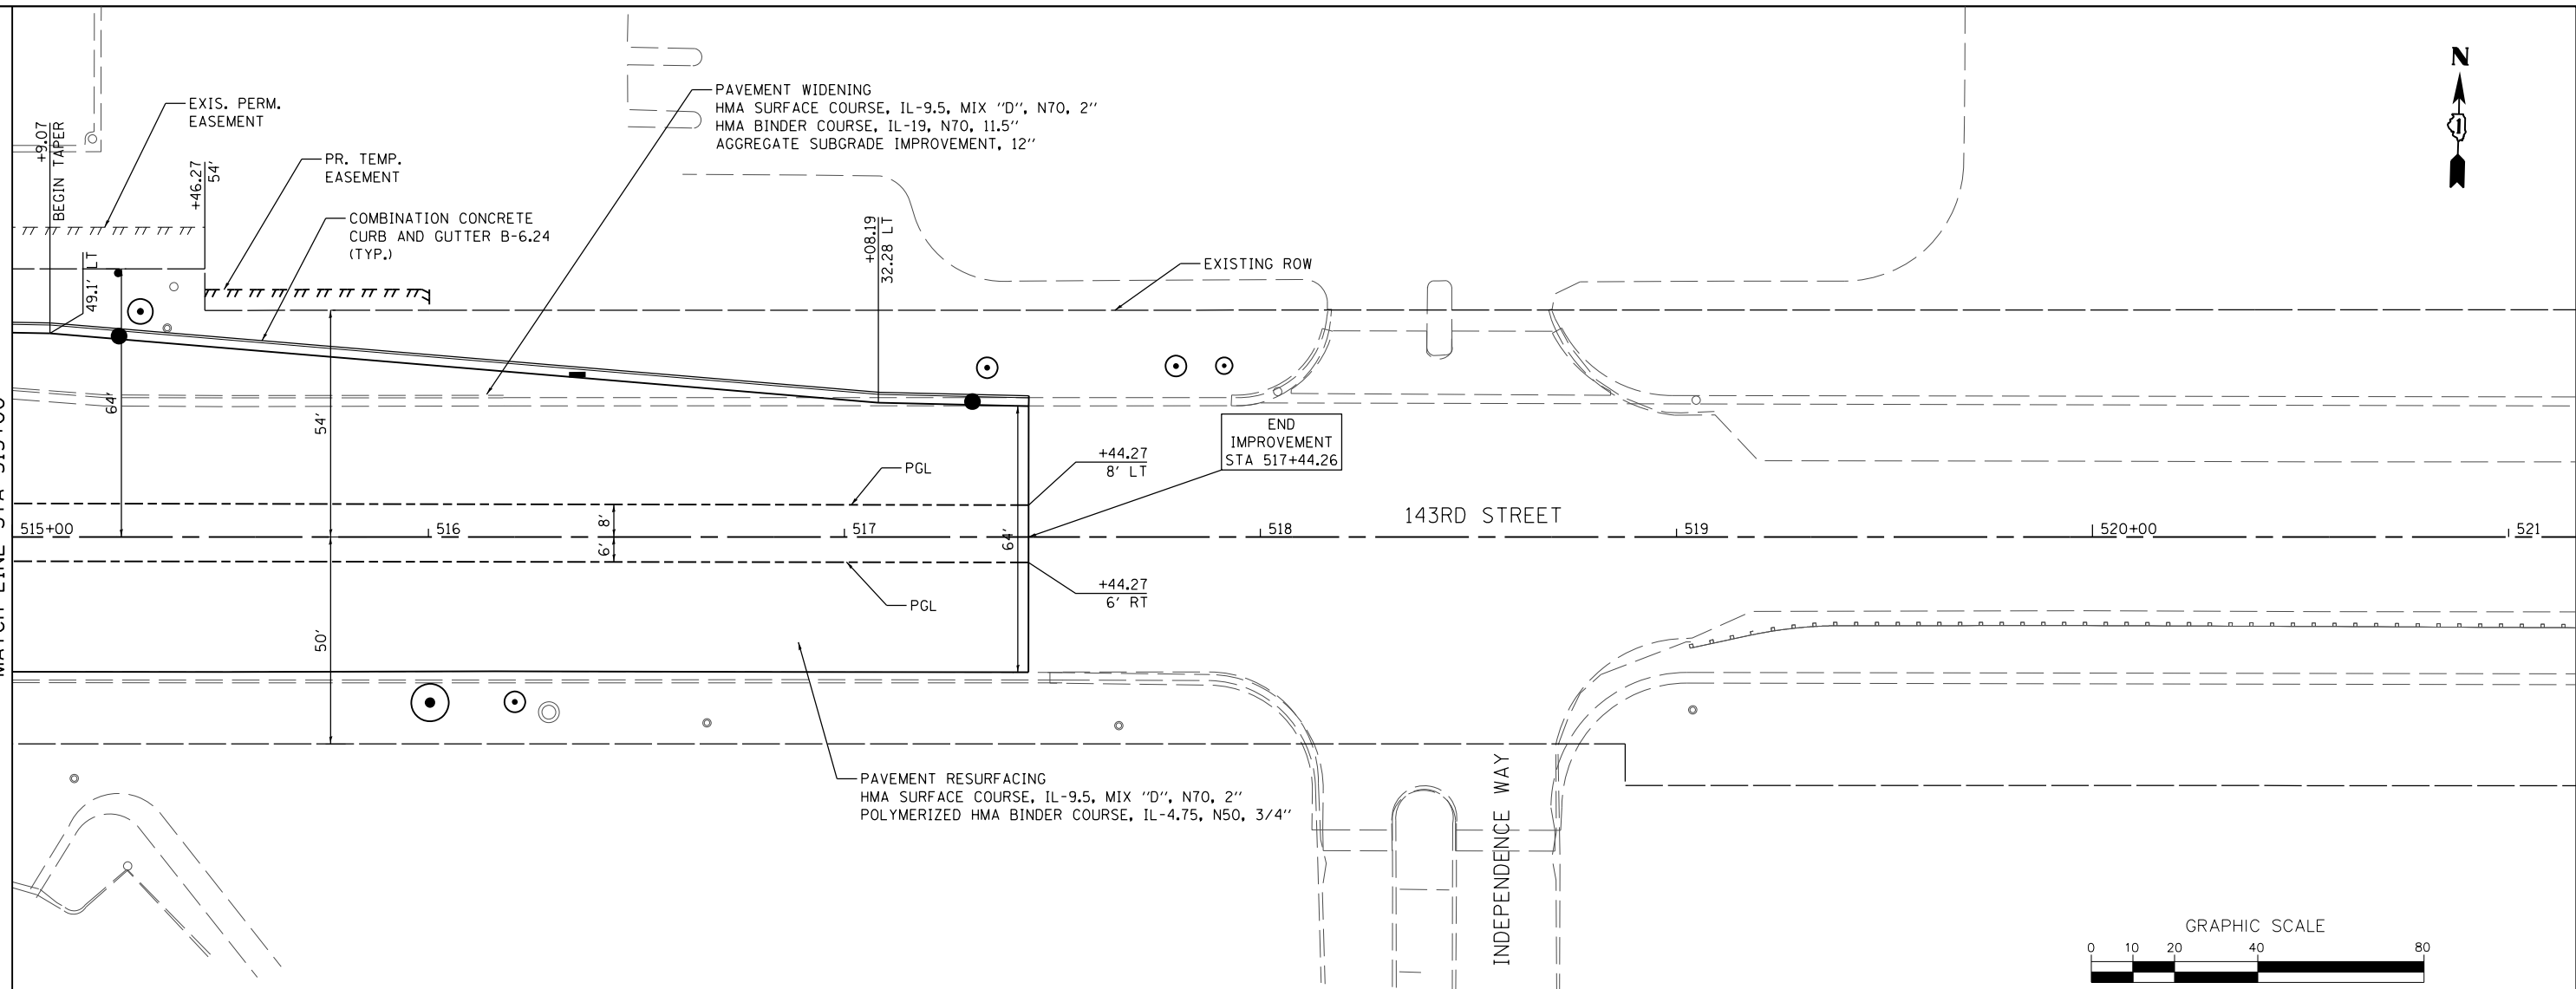 N
PAVEMENT WIDENING
HMA SURFACE COURSE, IL-9.5, MIX "D", N70, 2"
HMA BINDER COURSE, IL-19, N70, 11.5"
AGGREGATE SUBGRADE IMPROVEMENT, 12"
EXIS. PERM.
EASEMENT
+9.07
BEGIN TAPER
+46.27
54'
PR. TEMP.
EASEMENT
COMBINATION CONCRETE
CURB AND GUTTER B-6.24
(TYP.)
+08.19
32.28 LT
49.1' LT
EXISTING ROW
64'
54'
END
IMPROVEMENT
STA 517+44.26
+44.27
8' LT
PGL
143RD STREET
515+00
516
8'
517
64'
518
519
520+00
521
6'
+44.27
6' RT
PGL
50'
PAVEMENT RESURFACING
HMA SURFACE COURSE, IL-9.5, MIX "D", N70, 2"
POLYMERIZED HMA BINDER COURSE, IL-4.75, N50, 3/4"
INDEPENDENCE WAY
GRAPHIC SCALE
0 10 20 40 80